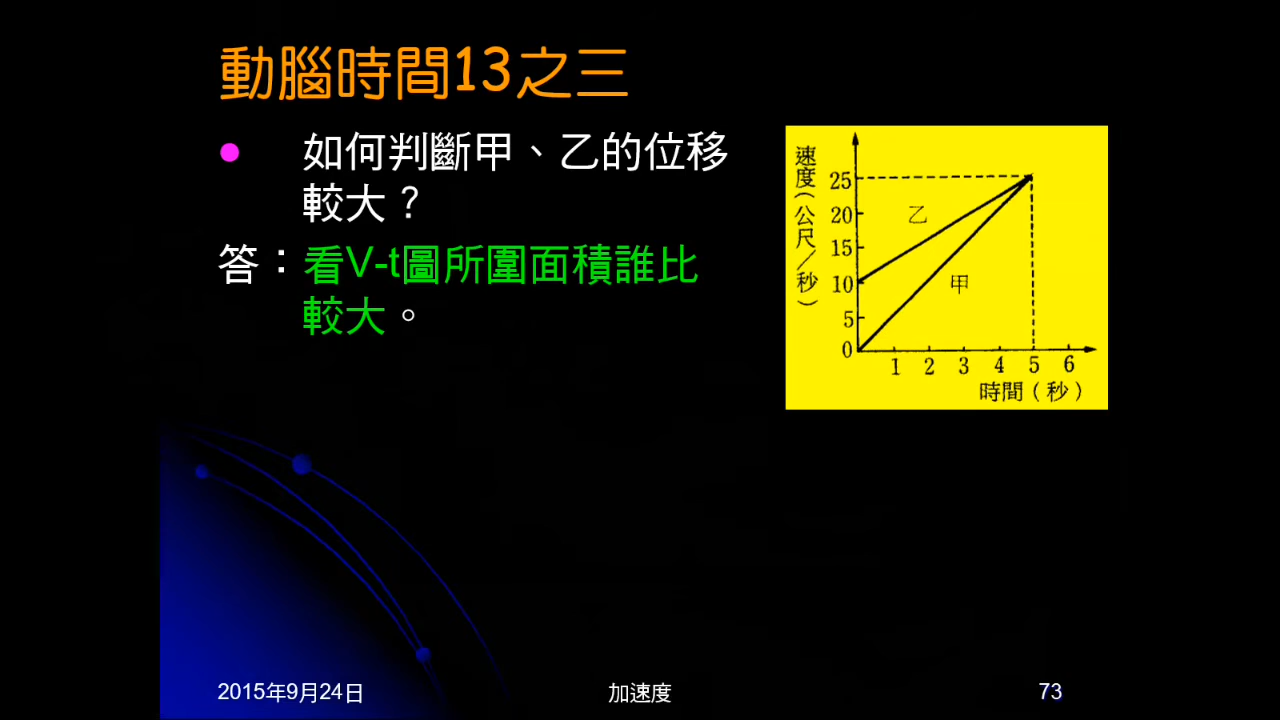 動腦時間13之三
如何判斷甲、乙的位移
較大？
答：看V-t圖所圍面積誰比
較大。
速度(公尺/秒)
25
20
15
10
5
0
乙
甲
1 2 3 4 5 6
時間(秒)
2015年9月24日
加速度
73